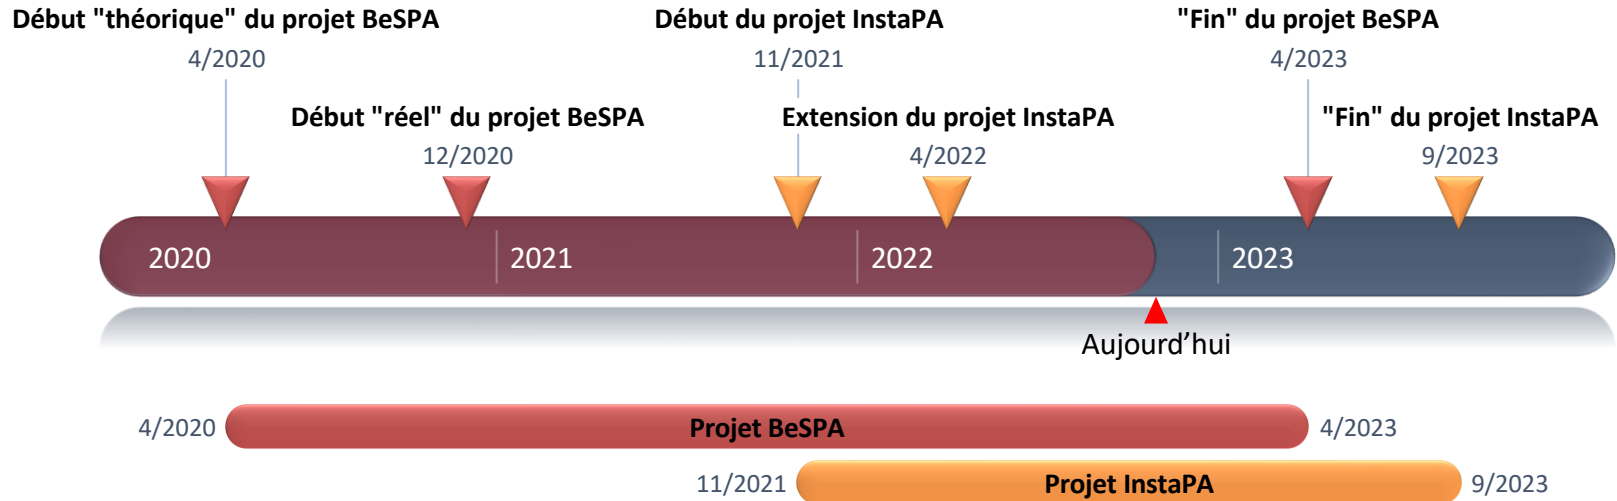 Début "théorique" du projet BeSPA
4/2020
Début du projet InstaPA
11/2021
"Fin" du projet BeSPA
4/2023
Début "réel" du projet BeSPA
12/2020
Extension du projet InstaPA
4/2022
"Fin" du projet InstaPA
9/2023
2020
2021
2022
2023
Aujourd’hui
4/2020
Projet BeSPA
4/2023
11/2021
Projet InstaPA
9/2023